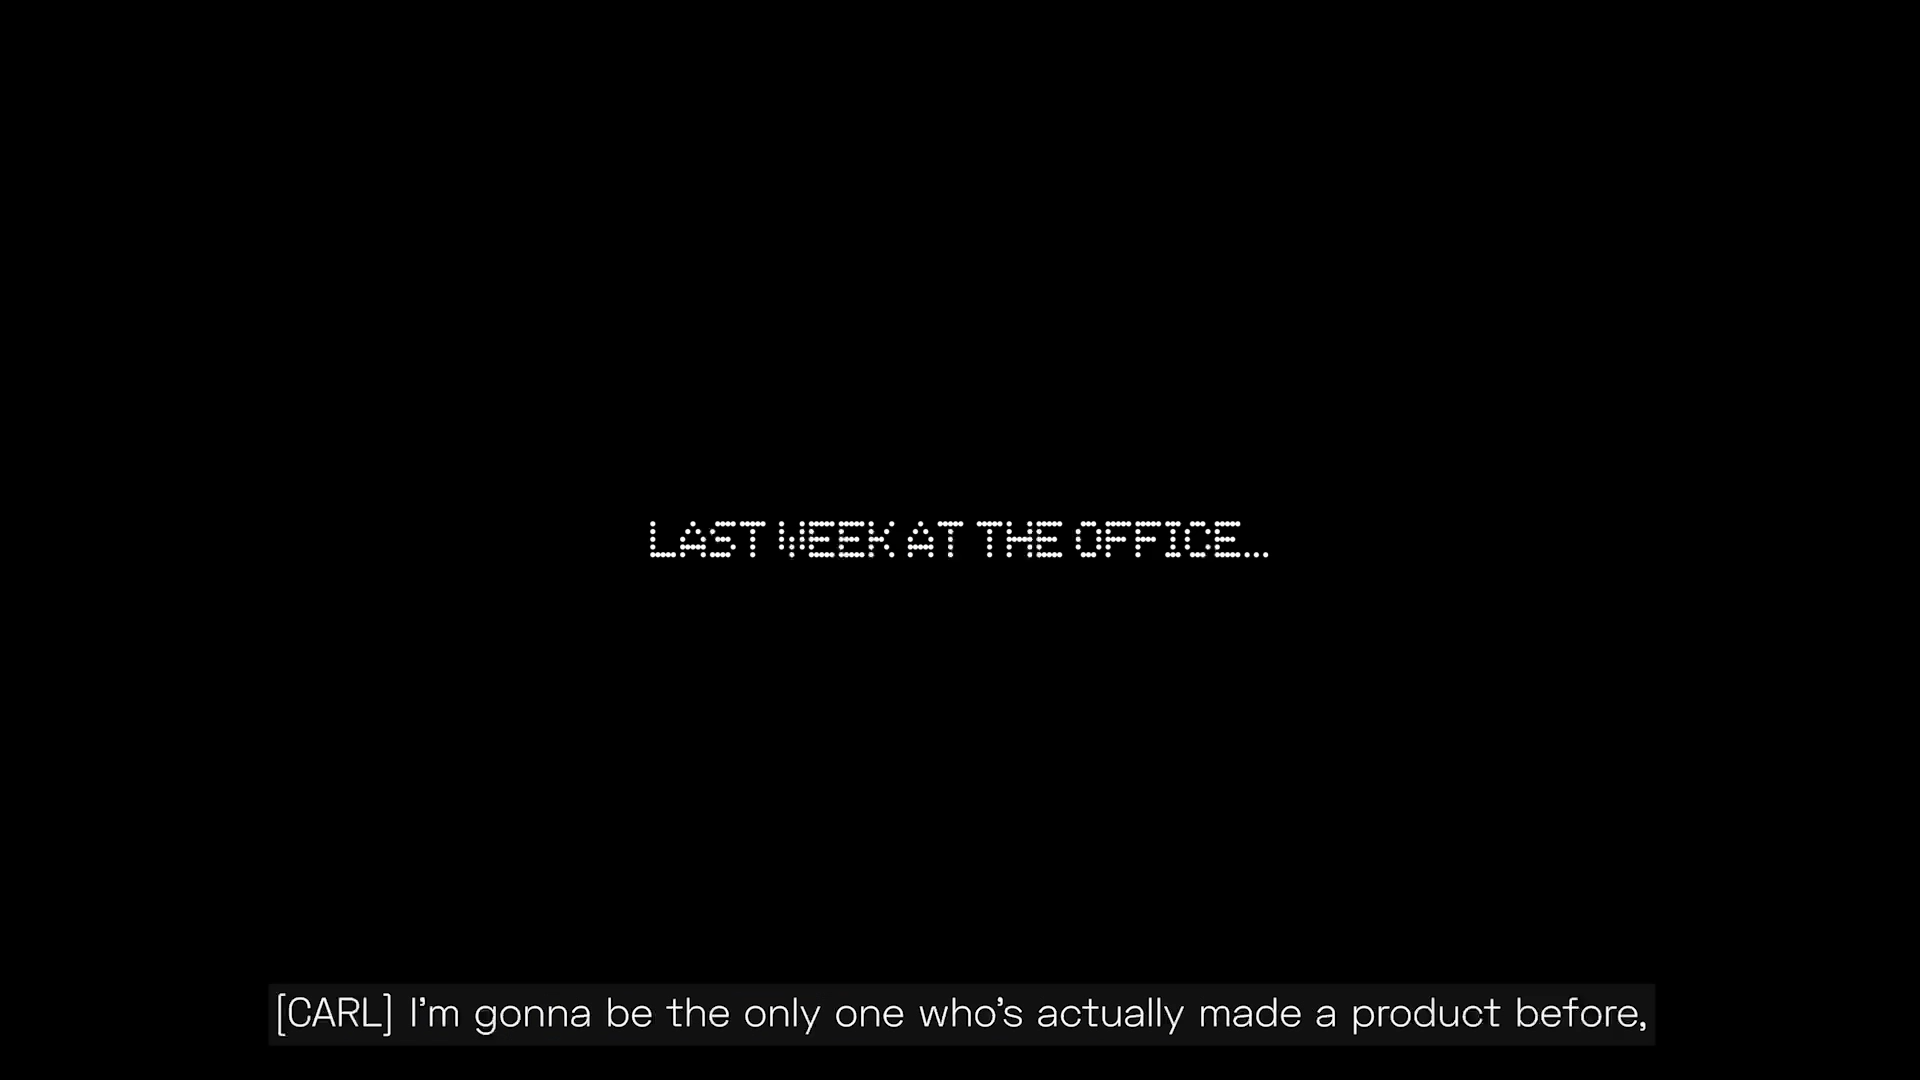 LAST WEEK AT THE OFFICE...
[CARL] I'm gonna be the only one who's actually made a product before,